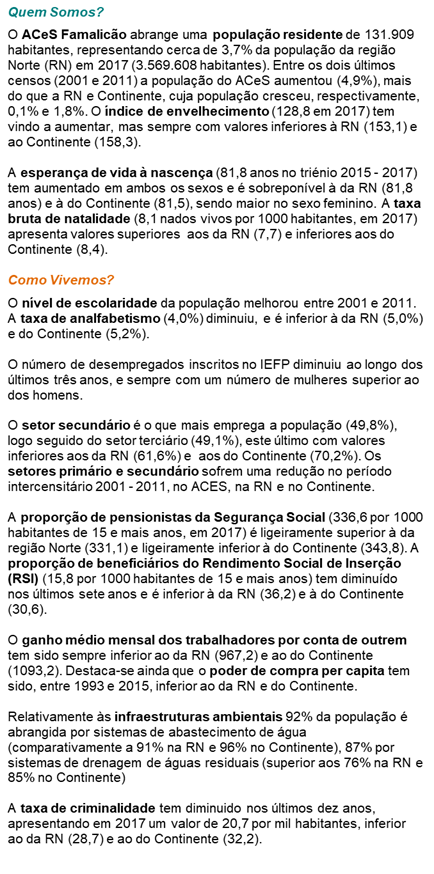 Quem Somos?
O ACeS Famalicão abrange uma população residente de 131.909
habitantes, representando cerca de 3,7% da população da região
Norte (RN) em 2017 (3.569.608 habitantes). Entre os dois últimos
censos (2001 e 2011) a população do ACeS aumentou (4,9%), mais
do que a RN e Continente, cuja população cresceu, respectivamente,
0,1% e 1,8%. O índice de envelhecimento (128,8 em 2017) tem
vindo a aumentar, mas sempre com valores inferiores à RN (153,1) e
ao Continente (158,3).
A esperança de vida à nascença (81,8 anos no triénio 2015 - 2017)
tem aumentado em ambos os sexos e é sobreponível à da RN (81,8
anos) e à do Continente (81,5), sendo maior no sexo feminino. A taxa
bruta de natalidade (8,1 nados vivos por 1000 habitantes, em 2017)
apresenta valores superiores aos da RN (7,7) e inferiores aos do
Continente (8,4).
Como Vivemos?
O nível de escolaridade da população melhorou entre 2001 e 2011.
A taxa de analfabetismo (4,0%) diminuiu, e é inferior à da RN (5,0%)
e do Continente (5,2%).
O número de desempregados inscritos no IEFP diminuiu ao longo dos
últimos três anos, e sempre com um número de mulheres superior ao
dos homens.
O setor secundário é o que mais emprega a população (49,8%),
logo seguido do setor terciário (49,1%), este último com valores
inferiores aos da RN (61,6%) e aos do Continente (70,2%). Os
setores primário e secundário sofrem uma redução no período
intercensitário 2001 - 2011, no ACES, na RN e no Continente.
A proporção de pensionistas da Segurança Social (336,6 por 1000
habitantes de 15 e mais anos, em 2017) é ligeiramente superior à da
região Norte (331,1) e ligeiramente inferior à do Continente (343,8). A
proporção de beneficiários do Rendimento Social de Inserção
(RSI) (15,8 por 1000 habitantes de 15 e mais anos) tem diminuído
nos últimos sete anos e é inferior à da RN (36,2) e à do Continente
(30,6).
O ganho médio mensal dos trabalhadores por conta de outrem
tem sido sempre inferior ao da RN (967,2) e ao do Continente
(1093,2). Destaca-se ainda que o poder de compra per capita tem
sido, entre 1993 e 2015, inferior ao da RN e do Continente.
Relativamente às infraestruturas ambientais 92% da população é
abrangida por sistemas de abastecimento de água
(comparativamente a 91% na RN e 96% no Continente), 87% por
sistemas de drenagem de águas residuais (superior aos 76% na RN e
85% no Continente)
A taxa de criminalidade tem diminuido nos últimos dez anos,
apresentando em 2017 um valor de 20,7 por mil habitantes, inferior
ao da RN (28,7) e ao do Continente (32,2).